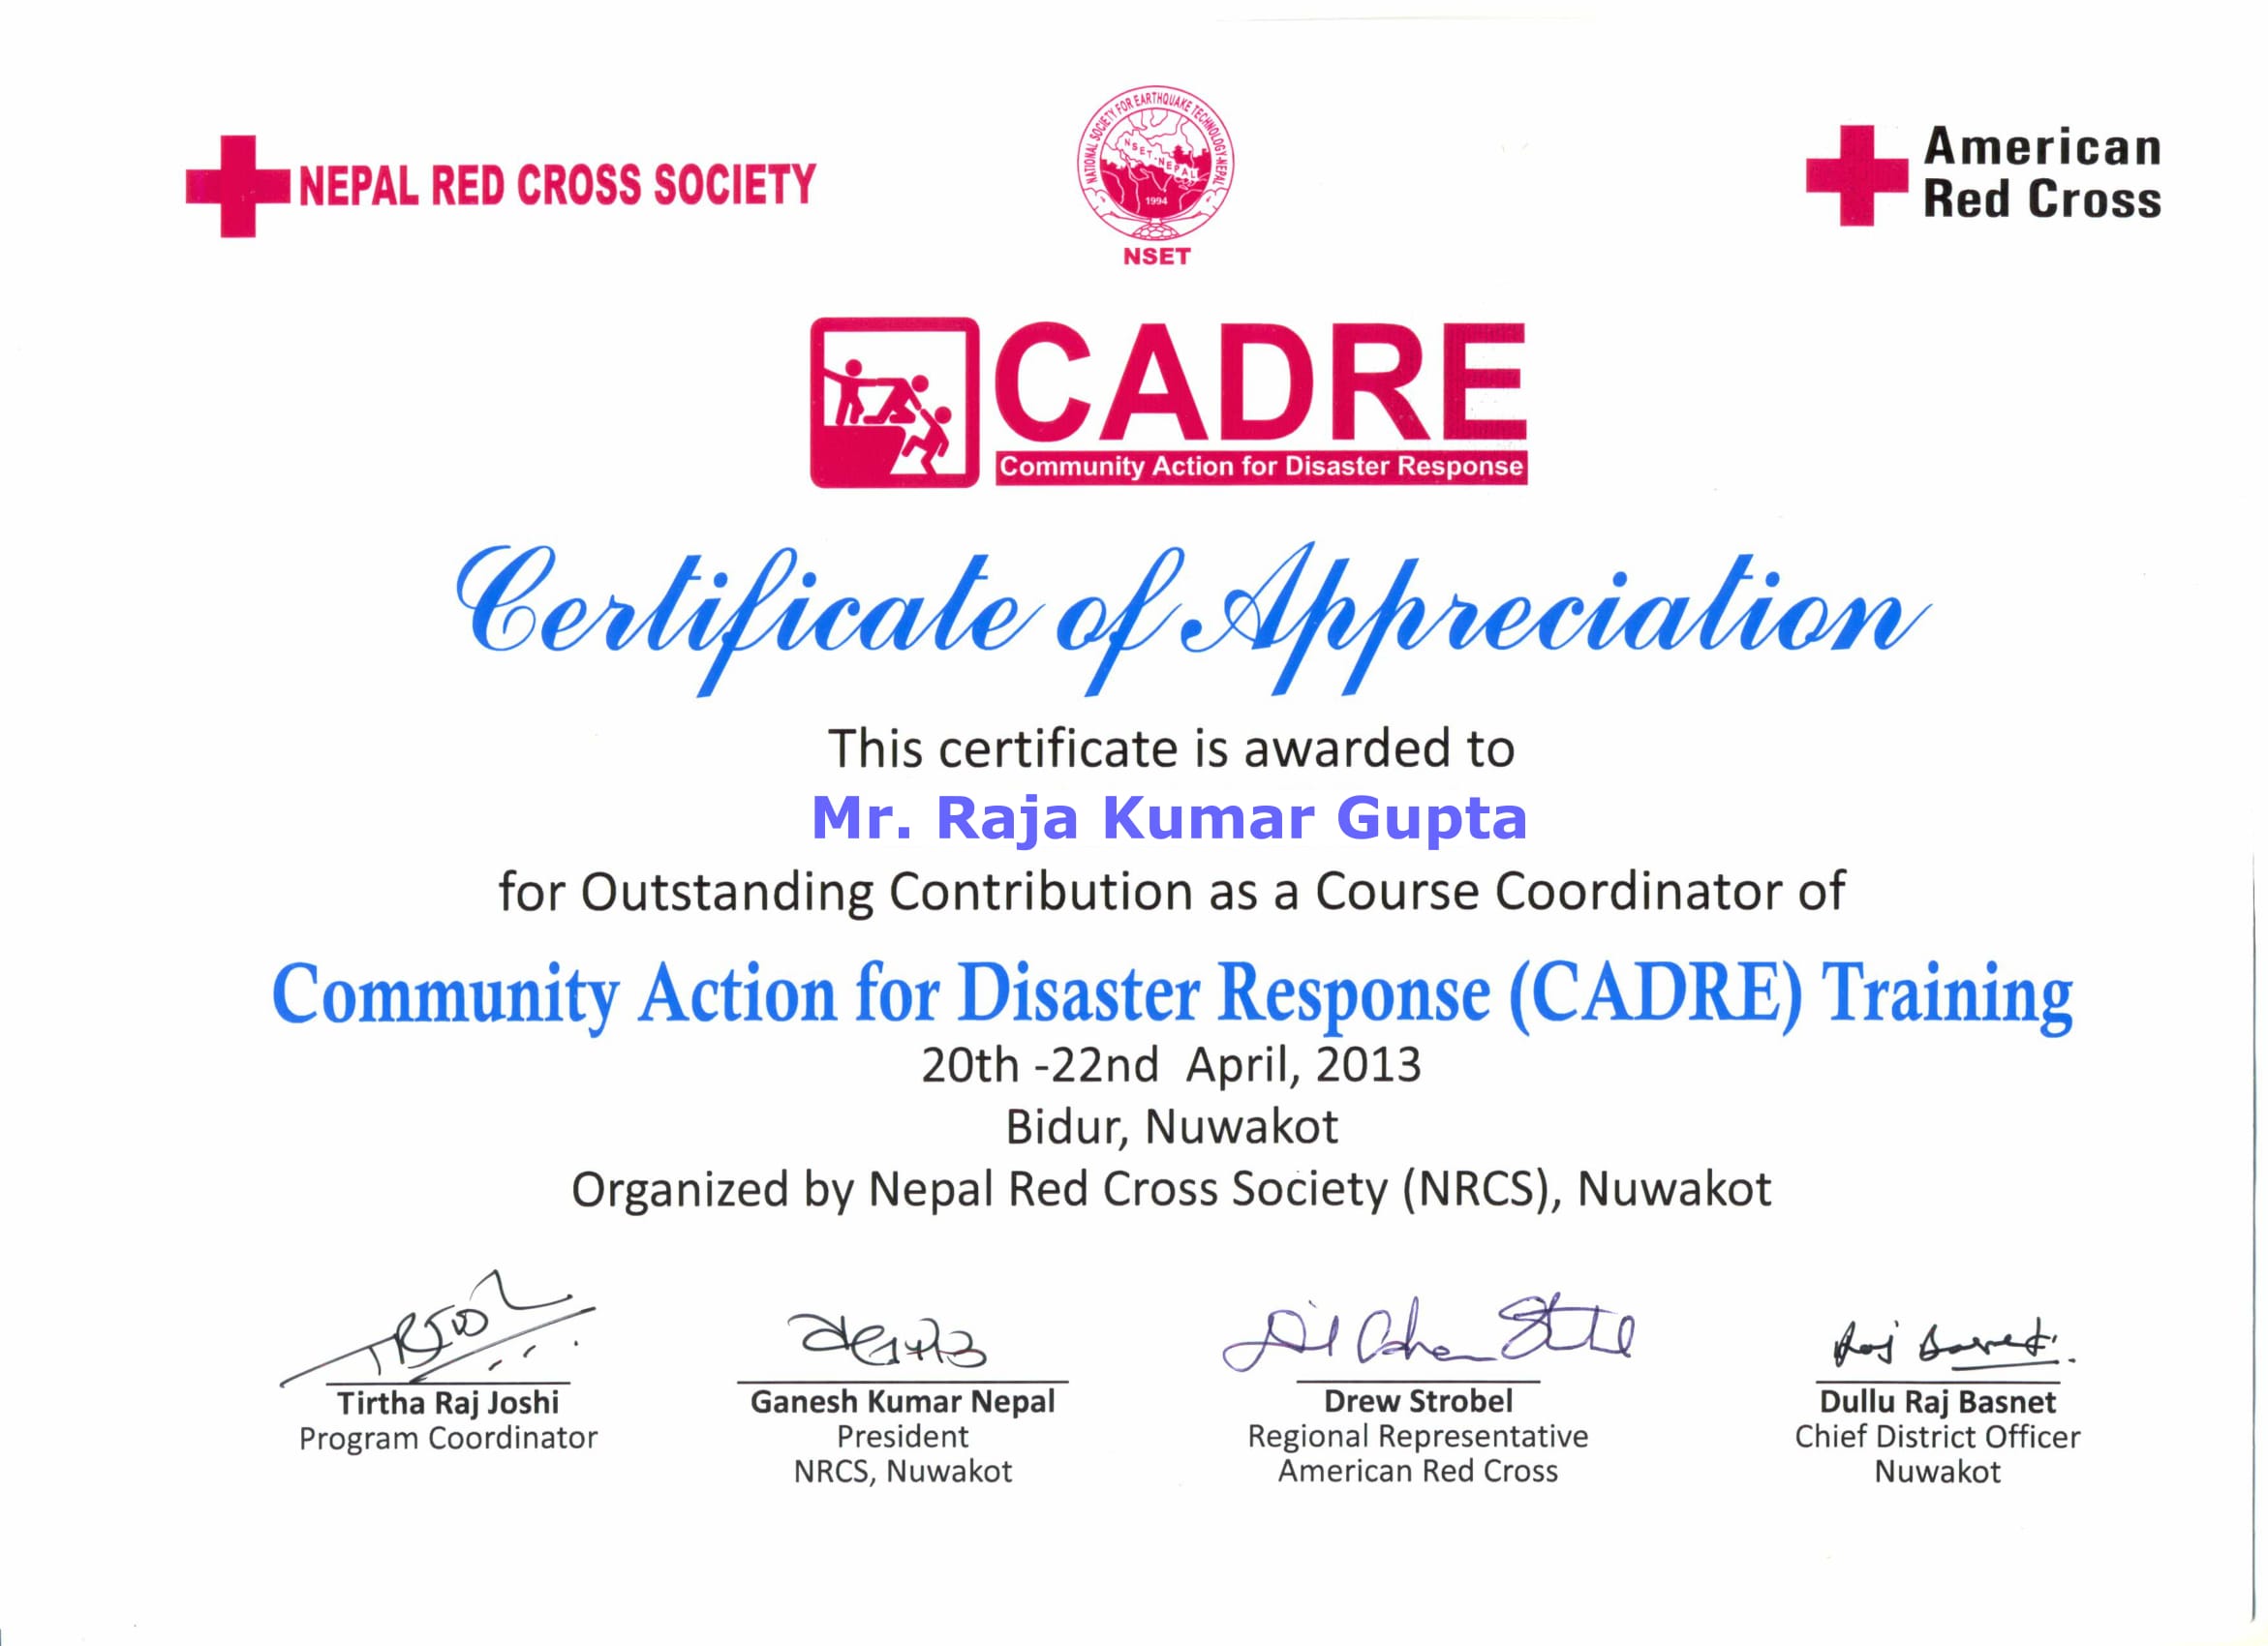 NEPAL RED CROSS SOCIETY
NATIONAL SOCIETY FOR EARTHQUAKE TECHNOLOGY-NEPAL
NSET-NEPAL
1994
NSET
American
Red Cross
CADRE
Community Action for Disaster Response
Certificate of Appreciation
This certificate is awarded to
Mr. Raja Kumar Gupta
for Outstanding Contribution as a Course Coordinator of
Community Action for Disaster Response (CADRE) Training
20th -22nd April, 2013
Bidur, Nuwakot
Organized by Nepal Red Cross Society (NRCS), Nuwakot
Raj Basnet.
Tirtha Raj Joshi
Program Coordinator
Ganesh Kumar Nepal
President
NRCS, Nuwakot
Drew Strobel
Regional Representative
American Red Cross
Dullu Raj Basnet
Chief District Officer
Nuwakot